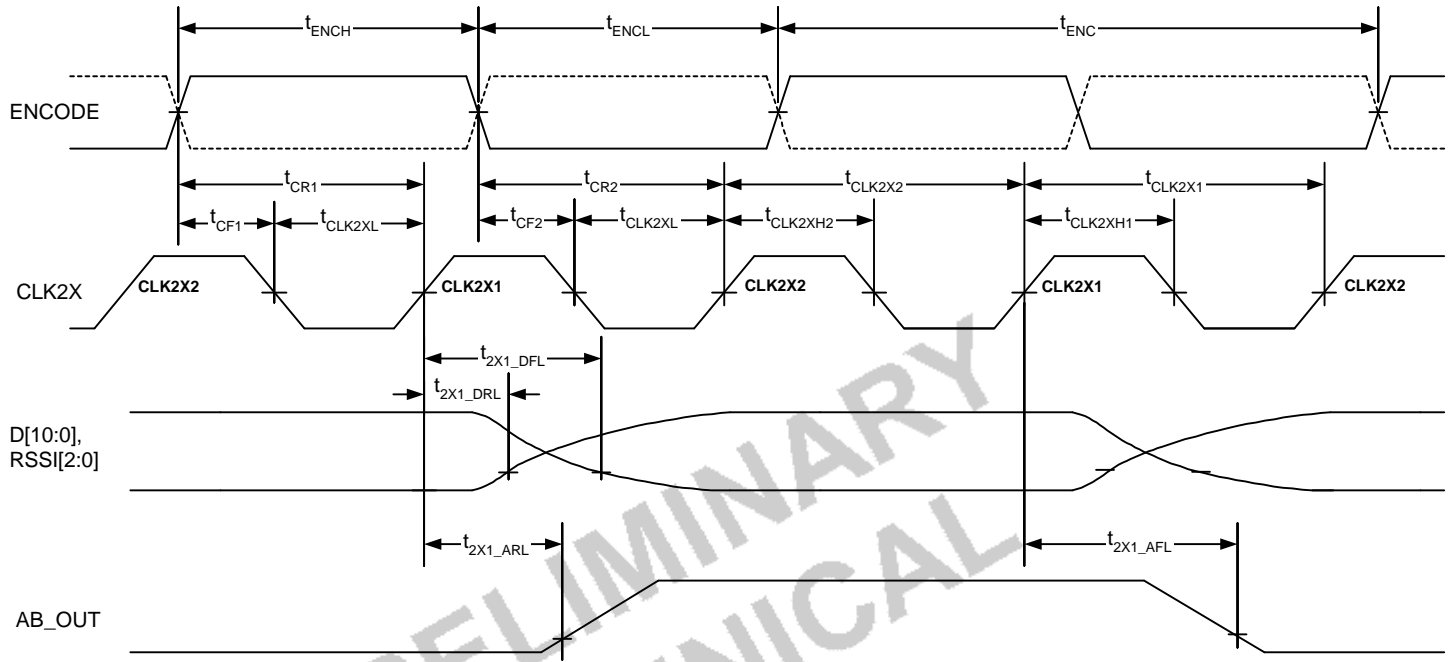 tENCH tENCL tENC
ENCODE
tCR1 tCR2 tCLK2X2 tCLK2X1
tCF1 tCLK2XL tCF2 tCLK2XL tCLK2XH2 tCLK2XH1
CLK2X CLK2X2 CLK2X1 CLK2X2 CLK2X1 CLK2X2
t2X1_DFL
t2X1_DRL
D[10:0],
RSSI[2:0]
PRELIMINARY
t2X1_ARL t2X1_AFL
AB_OUT